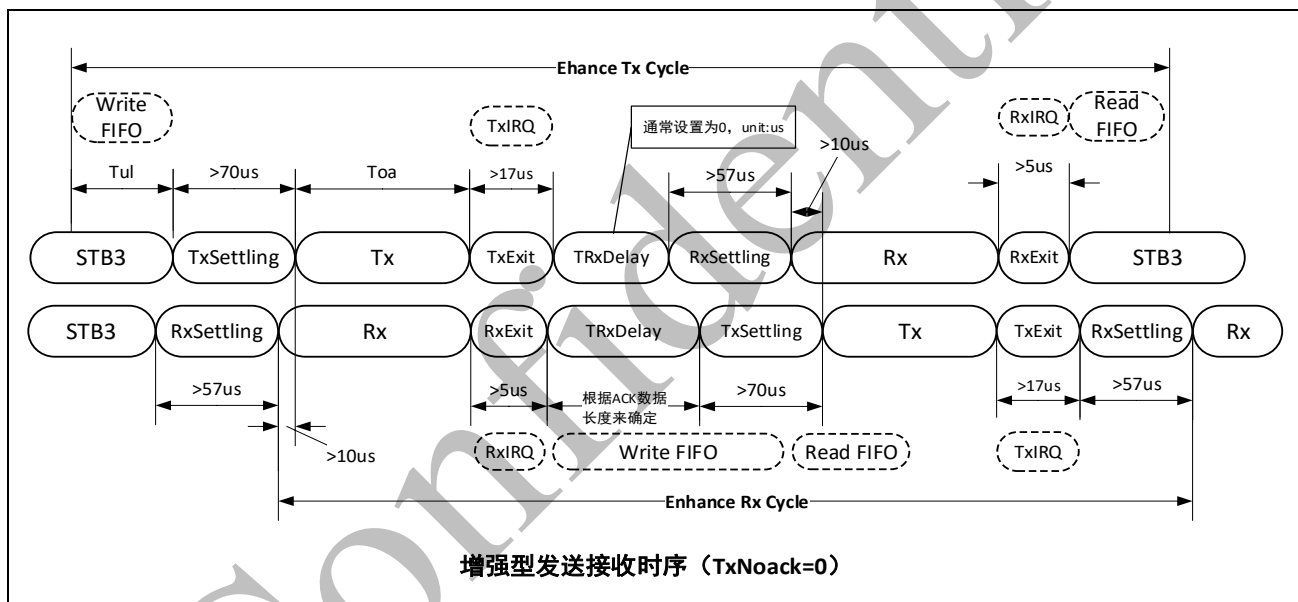 Ehance Tx Cycle
Write
FIFO
TxIRQ
通常设置为0，unit:us
RxIRQ
Read
FIFO
>10us
Tul
>70us
Toa
>17us
>57us
>5us
STB3
TxSettling
Tx
TxExit
TRxDelay
RxSettling
Rx
RxExit
STB3
STB3
RxSettling
Rx
RxExit
TRxDelay
TxSettling
Tx
TxExit
RxSettling
Rx
>57us
>5us
根据ACK数据
长度来确定
>70us
>17us
>57us
>10us
RxIRQ
Write FIFO
Read FIFO
TxIRQ
Enhance Rx Cycle
增强型发送接收时序（TxNoack=0）
Confidenti